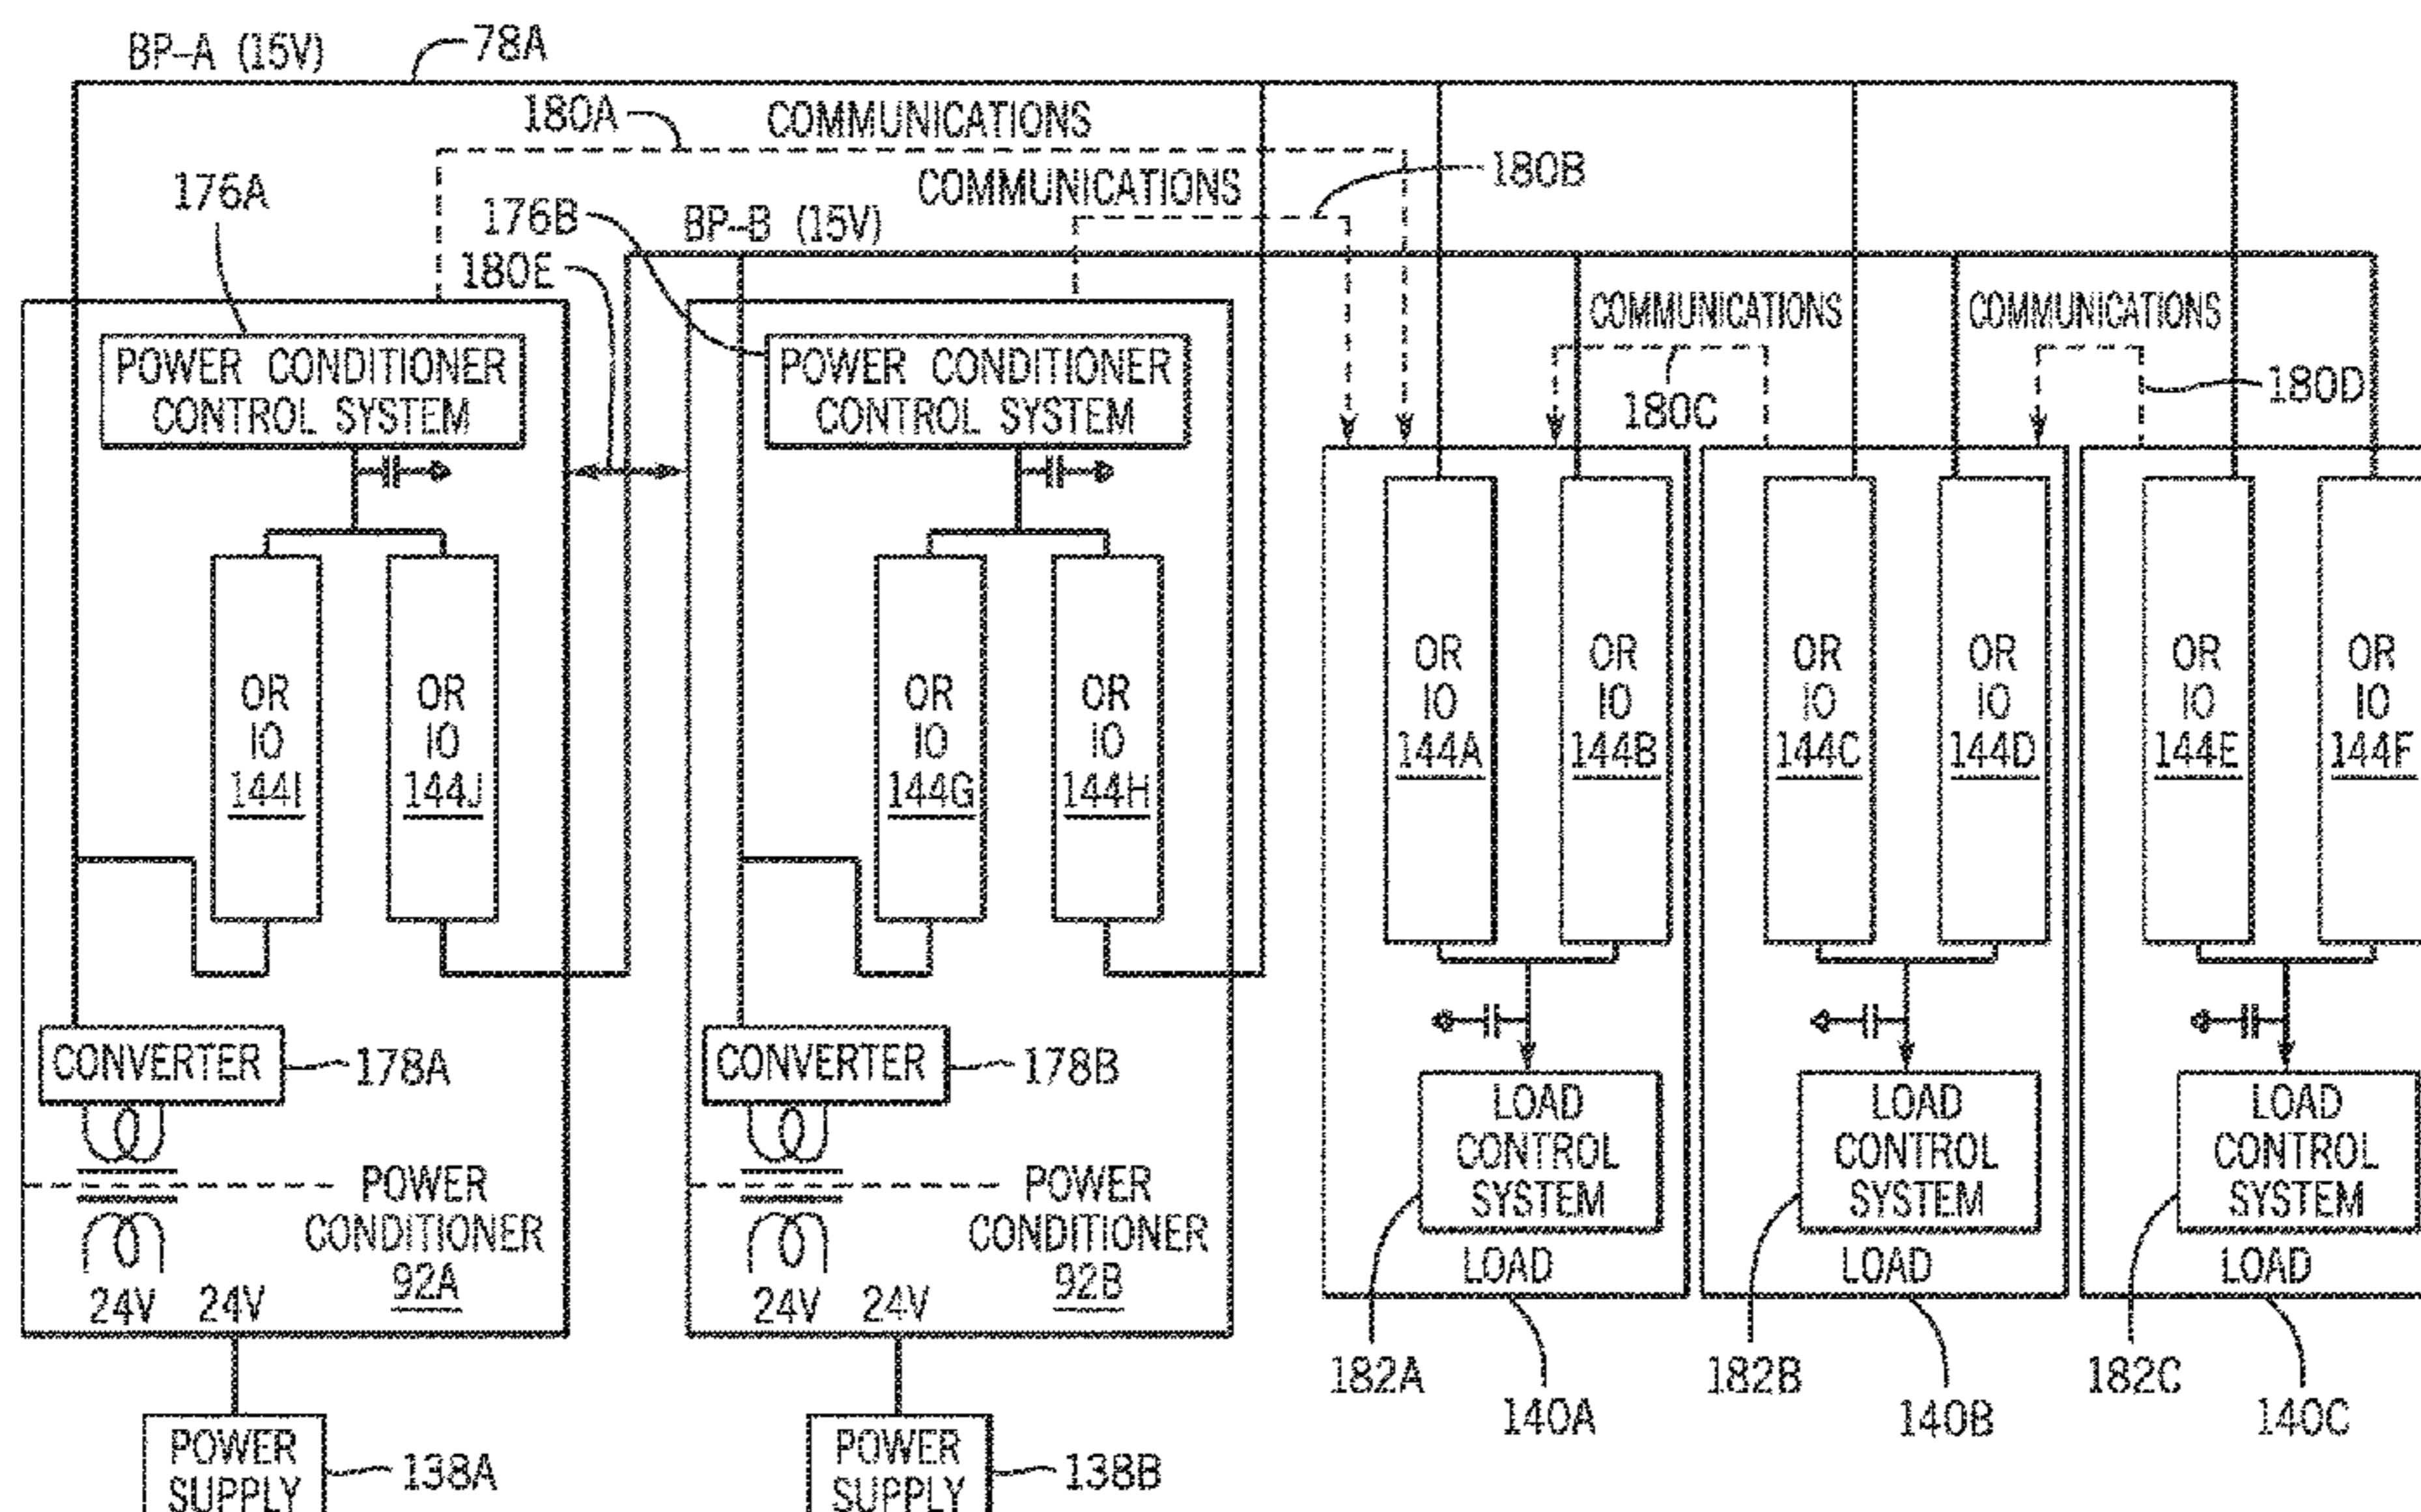 BP-A (15V)
78A
180A
COMMUNICATIONS
COMMUNICATIONS
180B
176A
176B
BP-B (15V)
180E
COMMUNICATIONS
COMMUNICATIONS
180C
180D
POWER CONDITIONER
CONTROL SYSTEM
POWER CONDITIONER
CONTROL SYSTEM
OR
IO
144I
OR
IO
144J
OR
IO
144G
OR
IO
144H
OR
IO
144A
OR
IO
144B
OR
IO
144C
OR
IO
144D
OR
IO
144E
OR
IO
144F
CONVERTER
178A
CONVERTER
178B
POWER
CONDITIONER
92A
24V
24V
POWER
CONDITIONER
92B
24V
24V
LOAD
CONTROL
SYSTEM
LOAD
LOAD
CONTROL
SYSTEM
LOAD
LOAD
CONTROL
SYSTEM
LOAD
182A
140A
182B
140B
182C
140C
POWER
SUPPLY
138A
POWER
SUPPLY
138B